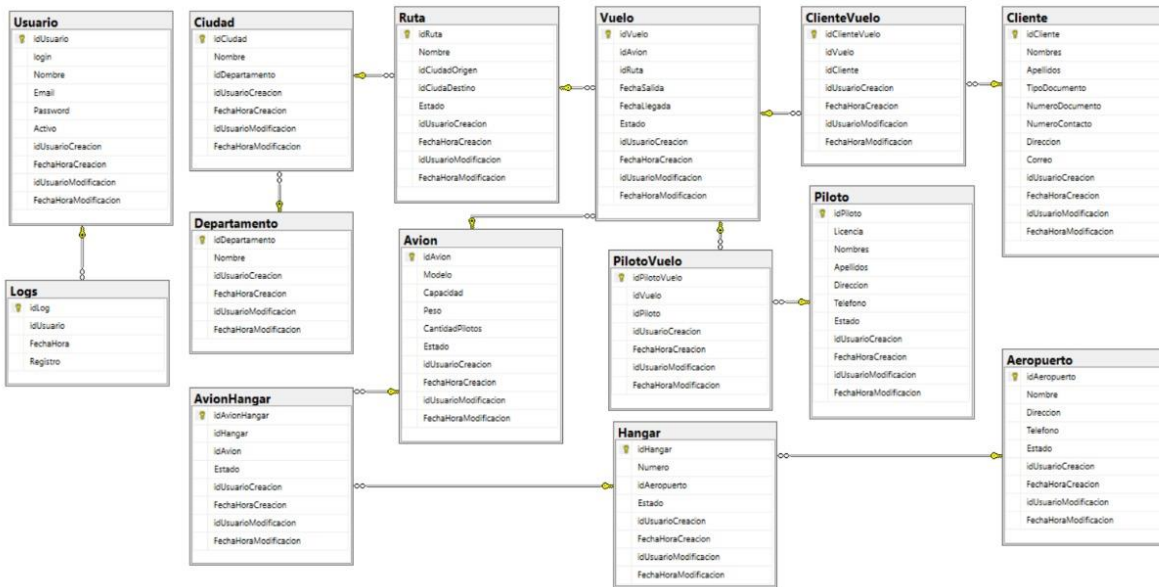 Usuario
idUsuario
login
Nombre
Email
Password
Activo
idUsuarioCreacion
FechaHoraCreacion
idUsuarioModificacion
FechaHoraModificacion
Ciudad
idCiudad
Nombre
idDepartamento
idUsuarioCreacion
FechaHoraCreacion
idUsuarioModificacion
FechaHoraModificacion
Ruta
idRuta
Nombre
idCiudadOrigen
idCiudaDestino
Estado
idUsuarioCreacion
FechaHoraCreacion
idUsuarioModificacion
FechaHoraModificacion
Vuelo
idVuelo
idAvion
idRuta
FechaSalida
FechaLlegada
Estado
idUsuarioCreacion
FechaHoraCreacion
idUsuarioModificacion
FechaHoraModificacion
ClienteVuelo
idClienteVuelo
idVuelo
idCliente
idUsuarioCreacion
FechaHoraCreacion
idUsuarioModificacion
FechaHoraModificacion
Cliente
idCliente
Nombres
Apellidos
TipoDocumento
NumeroDocumento
NumeroContacto
Direccion
Correo
idUsuarioCreacion
FechaHoraCreacion
idUsuarioModificacion
FechaHoraModificacion
Logs
idLog
idUsuario
FechaHora
Registro
Departamento
idDepartamento
Nombre
idUsuarioCreacion
FechaHoraCreacion
idUsuarioModificacion
FechaHoraModificacion
Avion
idAvion
Modelo
Capacidad
Peso
CantidadPilotos
Estado
idUsuarioCreacion
FechaHoraCreacion
idUsuarioModificacion
FechaHoraModificacion
PilotoVuelo
idPilotoVuelo
idVuelo
idPiloto
idUsuarioCreacion
FechaHoraCreacion
idUsuarioModificacion
FechaHoraModificacion
Piloto
idPiloto
Licencia
Nombres
Apellidos
Direccion
Telefono
Estado
idUsuarioCreacion
FechaHoraCreacion
idUsuarioModificacion
FechaHoraModificacion
AvionHangar
idAvionHangar
idHangar
idAvion
Estado
idUsuarioCreacion
FechaHoraCreacion
idUsuarioModificacion
FechaHoraModificacion
Hangar
idHangar
Numero
idAeropuerto
Estado
idUsuarioCreacion
FechaHoraCreacion
idUsuarioModificacion
FechaHoraModificacion
Aeropuerto
idAeropuerto
Nombre
Direccion
Telefono
Estado
idUsuarioCreacion
FechaHoraCreacion
idUsuarioModificacion
FechaHoraModificacion